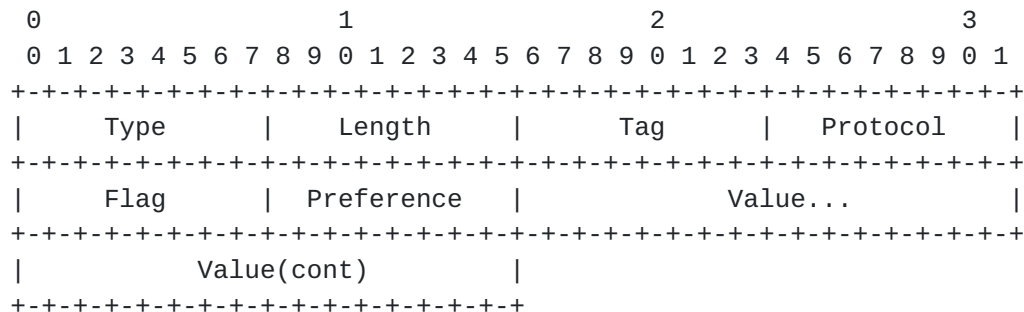 0                   1                   2                   3
 0 1 2 3 4 5 6 7 8 9 0 1 2 3 4 5 6 7 8 9 0 1 2 3 4 5 6 7 8 9 0 1
+-+-+-+-+-+-+-+-+-+-+-+-+-+-+-+-+-+-+-+-+-+-+-+-+-+-+-+-+-+-+-+-+
|     Type      |    Length     |      Tag      |   Protocol    |
+-+-+-+-+-+-+-+-+-+-+-+-+-+-+-+-+-+-+-+-+-+-+-+-+-+-+-+-+-+-+-+-+
|     Flag      |  Preference   |             Value...          |
+-+-+-+-+-+-+-+-+-+-+-+-+-+-+-+-+-+-+-+-+-+-+-+-+-+-+-+-+-+-+-+-+
|           Value(cont)         |
+-+-+-+-+-+-+-+-+-+-+-+-+-+-+-+-+